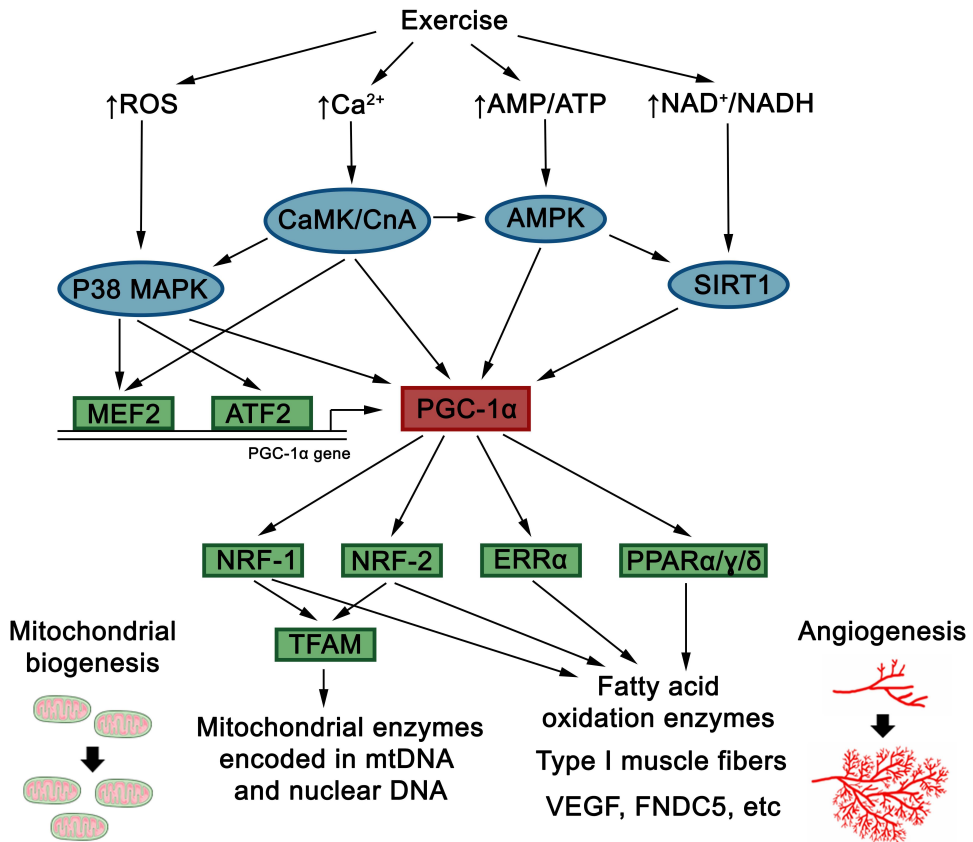 Exercise
↑ROS
↑Ca²⁺
↑AMP/ATP
↑NAD⁺/NADH
CaMK/CnA
AMPK
P38 MAPK
SIRT1
MEF2
ATF2
PGC-1α
PGC-1α gene
NRF-1
NRF-2
ERRα
PPARα/γ/δ
TFAM
Mitochondrial
biogenesis
Angiogenesis
Fatty acid
oxidation enzymes
Mitochondrial enzymes
encoded in mtDNA
and nuclear DNA
Type I muscle fibers
VEGF, FNDC5, etc